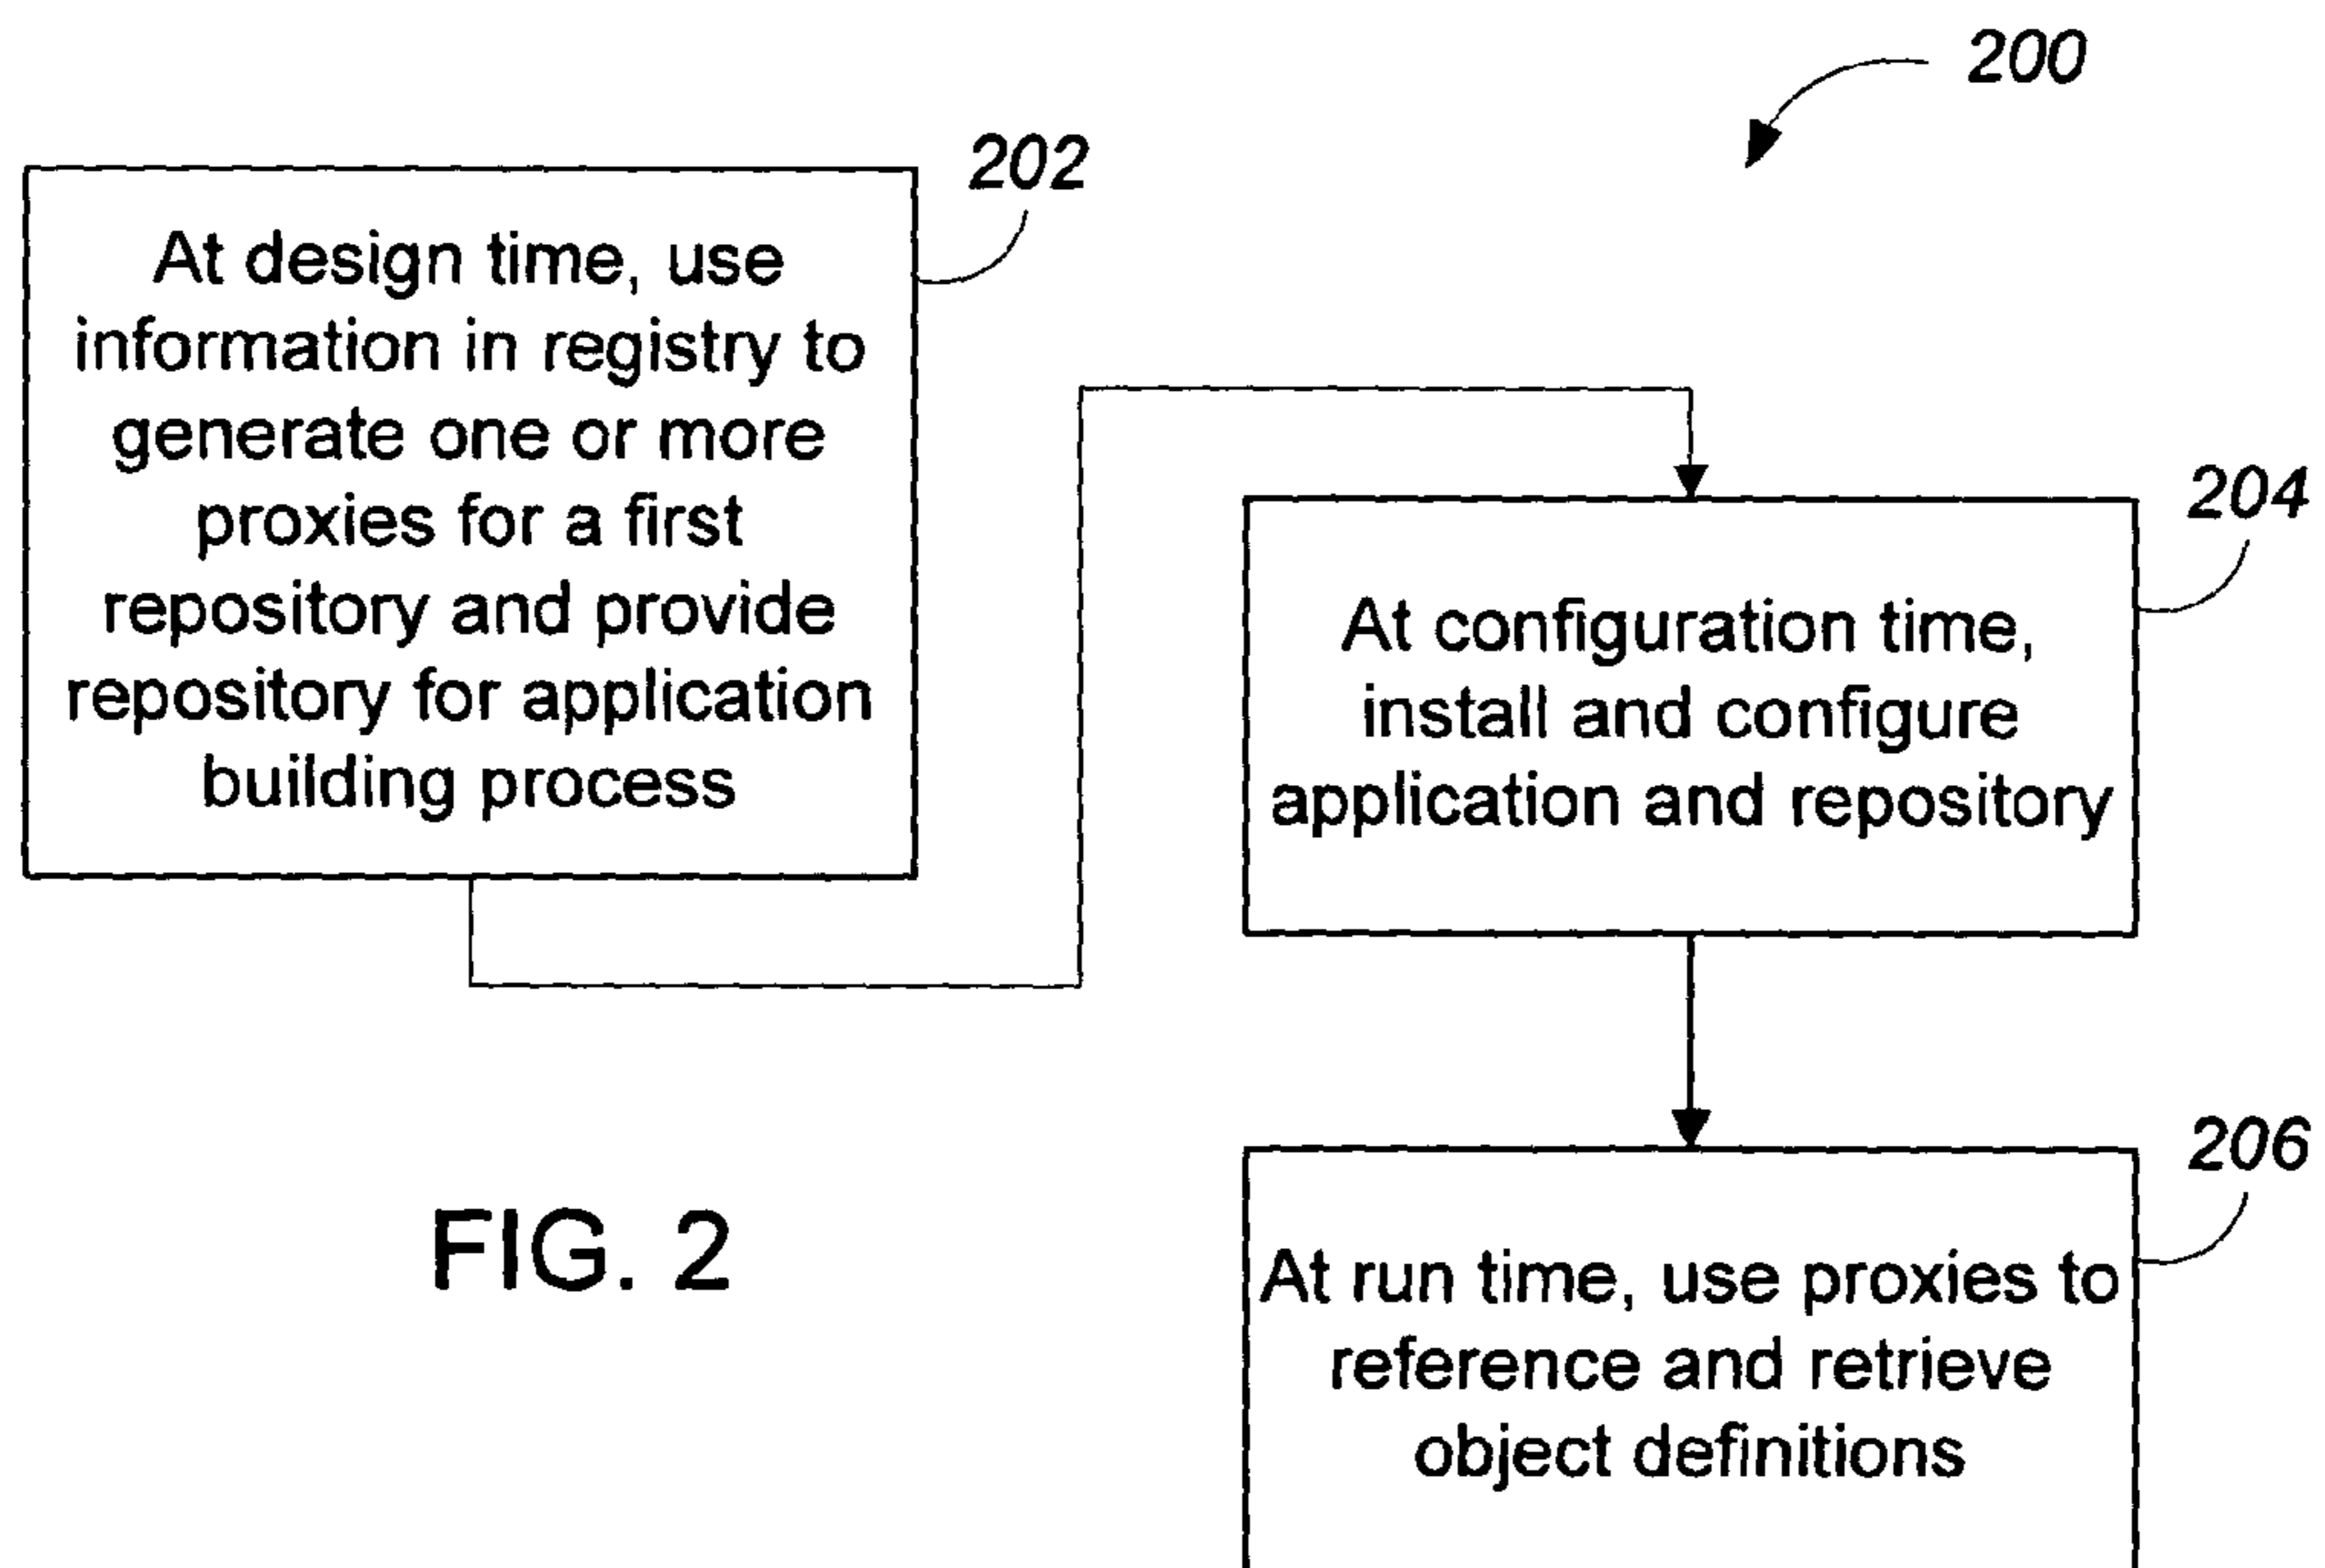 200
202
At design time, use
information in registry to
generate one or more
proxies for a first
repository and provide
repository for application
building process
204
At configuration time,
install and configure
application and repository
206
At run time, use proxies to
reference and retrieve
object definitions
FIG. 2